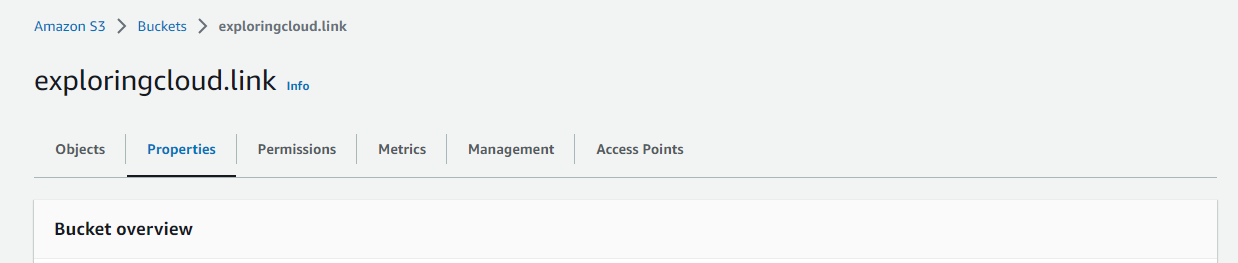 Amazon S3 > Buckets > exploringcloud.link
exploringcloud.link Info
Objects Properties Permissions Metrics Management Access Points
Bucket overview